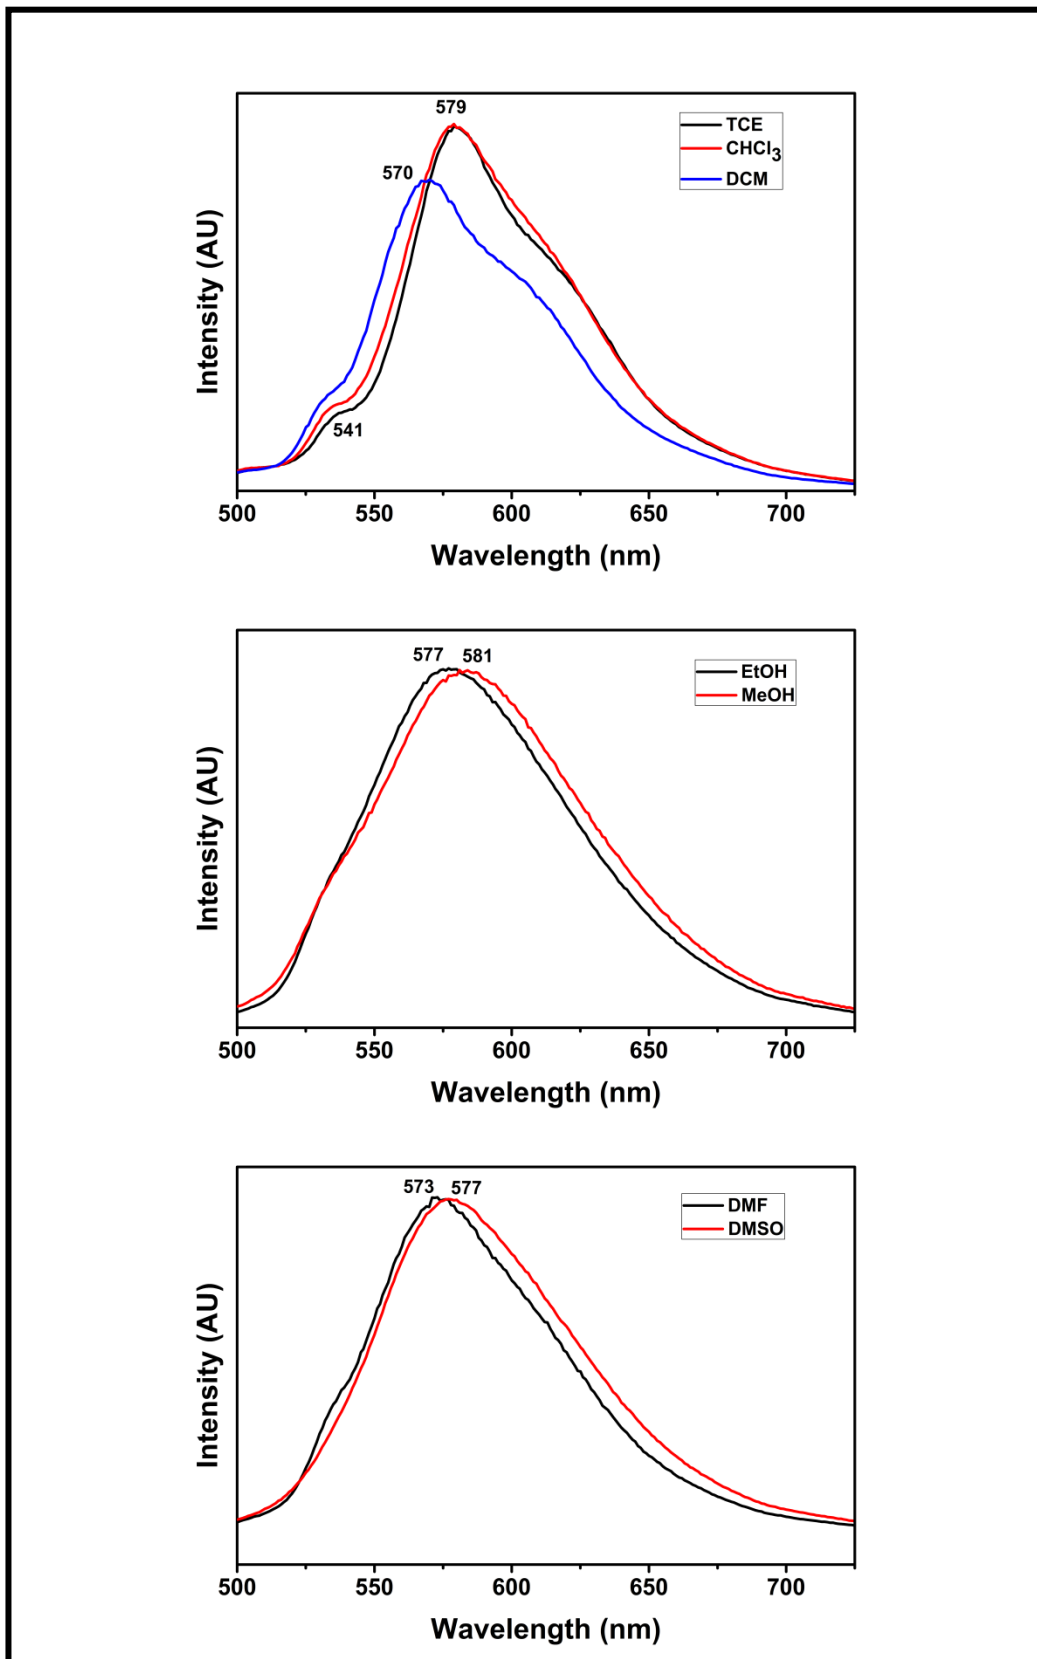 579
TCE
CHCl3
DCM
570
541
Intensity (AU)
500 550 600 650 700
Wavelength (nm)
577 581
EtOH
MeOH
Intensity (AU)
500 550 600 650 700
Wavelength (nm)
573 577
DMF
DMSO
Intensity (AU)
500 550 600 650 700
Wavelength (nm)